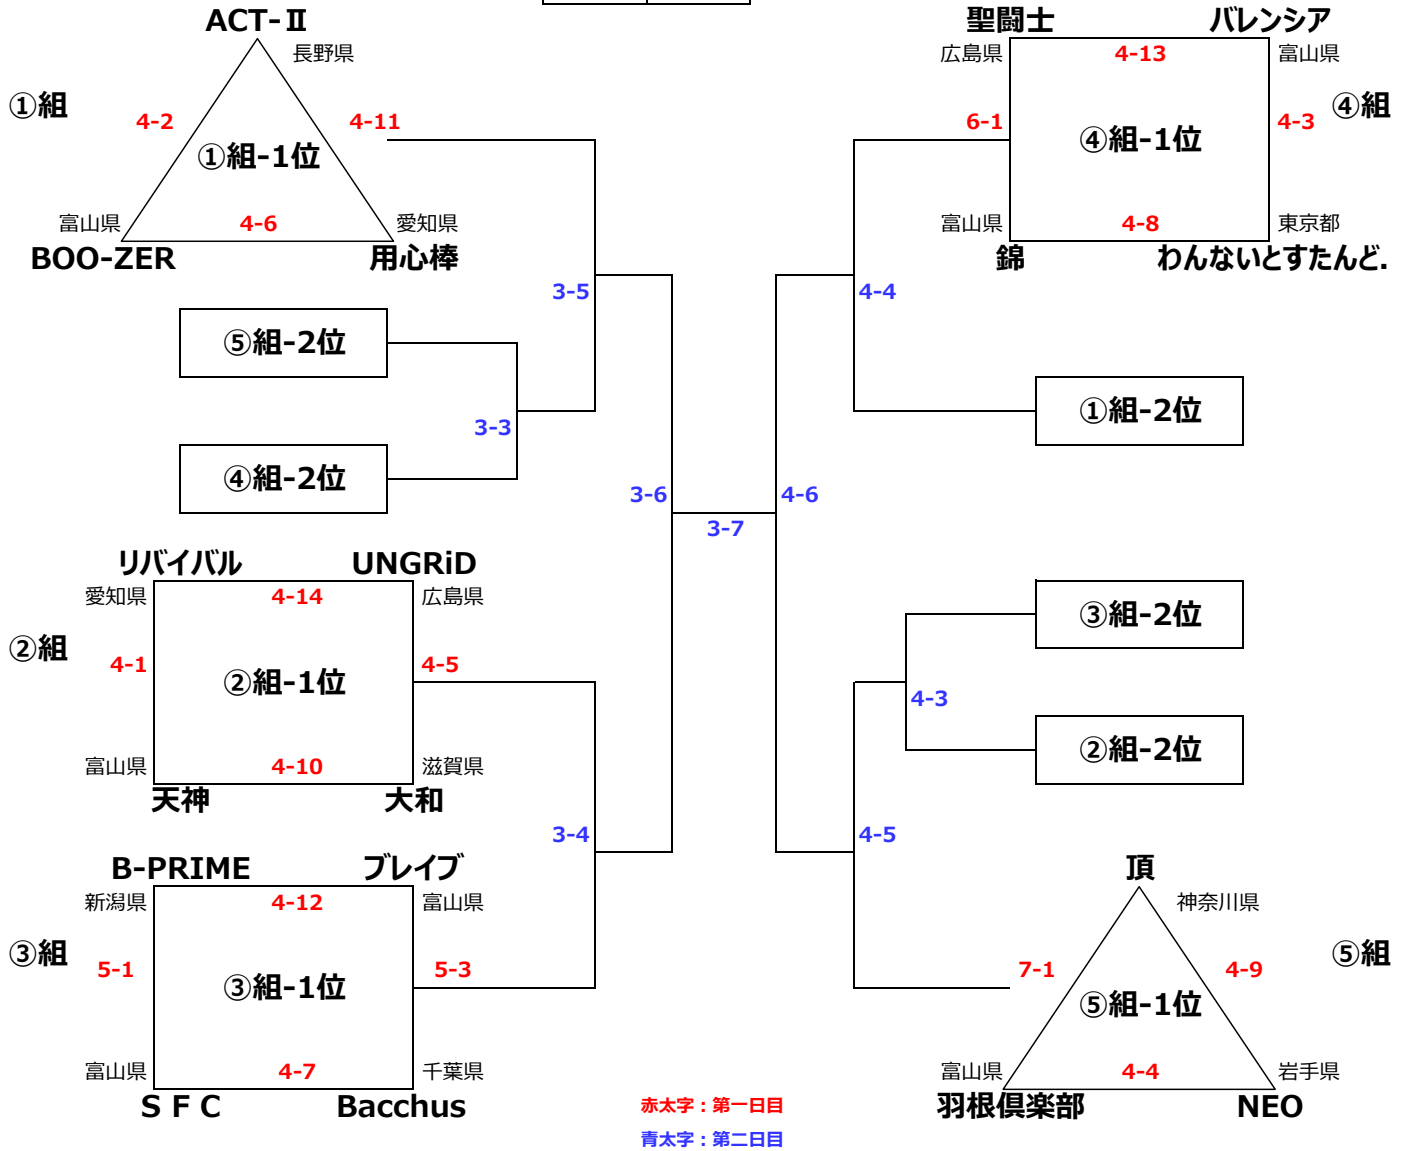 ACT-Ⅱ
長野県
①組
4-2
4-11
①組-1位
富山県
4-6
愛知県
BOO-ZER
用心棒
聖闘士
バレンシア
広島県
4-13
富山県
④組
6-1
④組-1位
4-3
富山県
4-8
東京都
錦
わんないとすたんど.
3-5
⑤組-2位
3-3
④組-2位
4-4
①組-2位
3-6
3-7
4-6
リバイバル
UNGRiD
愛知県
4-14
広島県
②組
4-1
②組-1位
4-5
富山県
4-10
滋賀県
天神
大和
3-4
③組-2位
4-3
②組-2位
4-5
B-PRIME
ブレイブ
新潟県
4-12
富山県
③組
5-1
③組-1位
5-3
富山県
4-7
千葉県
S F C
Bacchus
頂
神奈川県
7-1
4-9
⑤組
⑤組-1位
富山県
4-4
岩手県
羽根倶楽部
NEO
赤太字：第一日目
青太字：第二日目